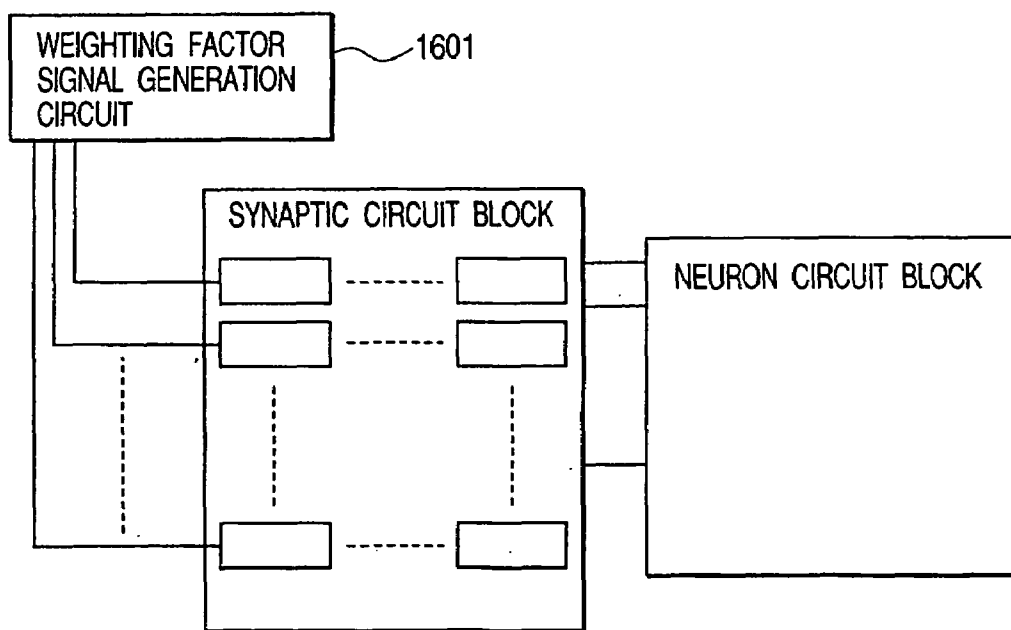 WEIGHTING FACTOR
SIGNAL GENERATION
CIRCUIT
1601
SYNAPTIC CIRCUIT BLOCK
NEURON CIRCUIT BLOCK